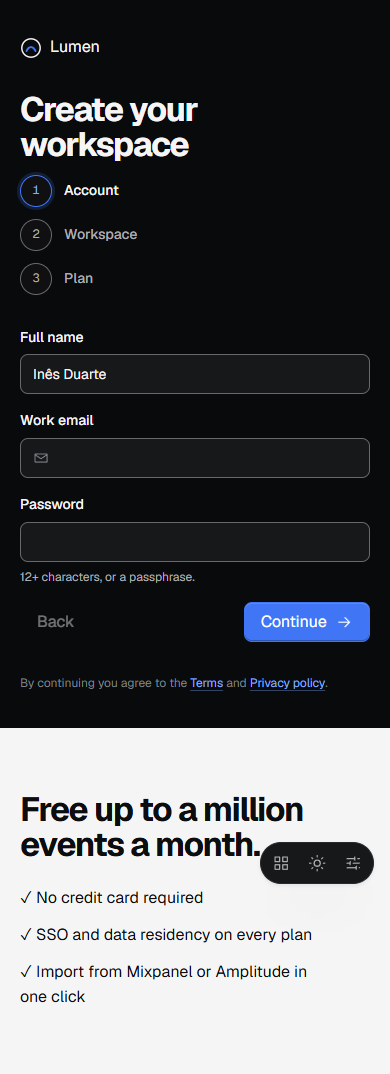 Lumen
Create your
workspace
1 Account
2 Workspace
3 Plan
Full name
Inês Duarte
Work email
Password
12+ characters, or a passphrase.
Back
Continue →
By continuing you agree to the Terms and Privacy policy.
Free up to a million
events a month.
✓ No credit card required
✓ SSO and data residency on every plan
✓ Import from Mixpanel or Amplitude in
one click